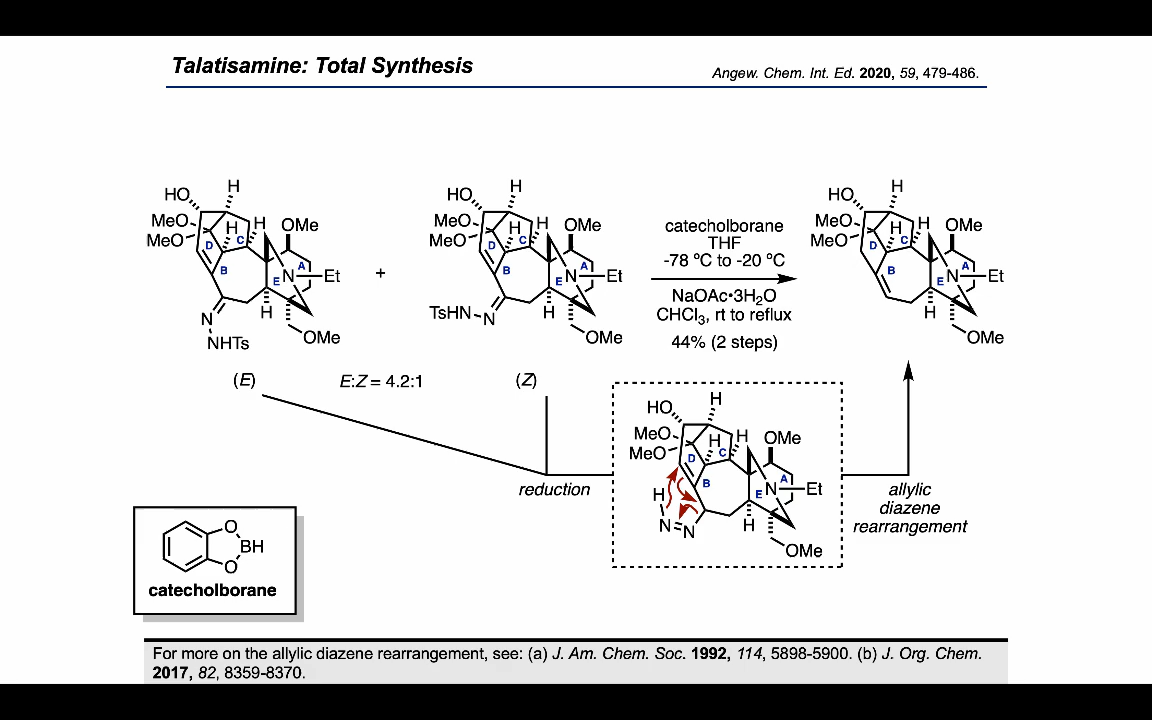 Talatisamine: Total Synthesis
Angew. Chem. Int. Ed. 2020, 59, 479-486.
HO
H
MeO
MeO
H
H
OMe
D
C
B
A
E
N
Et
H
N
NHTs
OMe
+
HO
H
MeO
MeO
H
H
OMe
D
C
B
A
E
N
Et
TsHN
N
H
OMe
catecholborane
THF
-78 ºC to -20 ºC
NaOAc•3H₂O
CHCl₃, rt to reflux
44% (2 steps)
HO
H
MeO
MeO
H
H
OMe
D
C
B
A
E
N
Et
H
OMe
(E)
E:Z = 4.2:1
(Z)
reduction
HO
H
MeO
MeO
H
H
OMe
D
C
B
A
E
N
Et
H
N
N
H
OMe
allylic
diazene
rearrangement
O
BH
O
catecholborane
For more on the allylic diazene rearrangement, see: (a) J. Am. Chem. Soc. 1992, 114, 5898-5900. (b) J. Org. Chem.
2017, 82, 8359-8370.